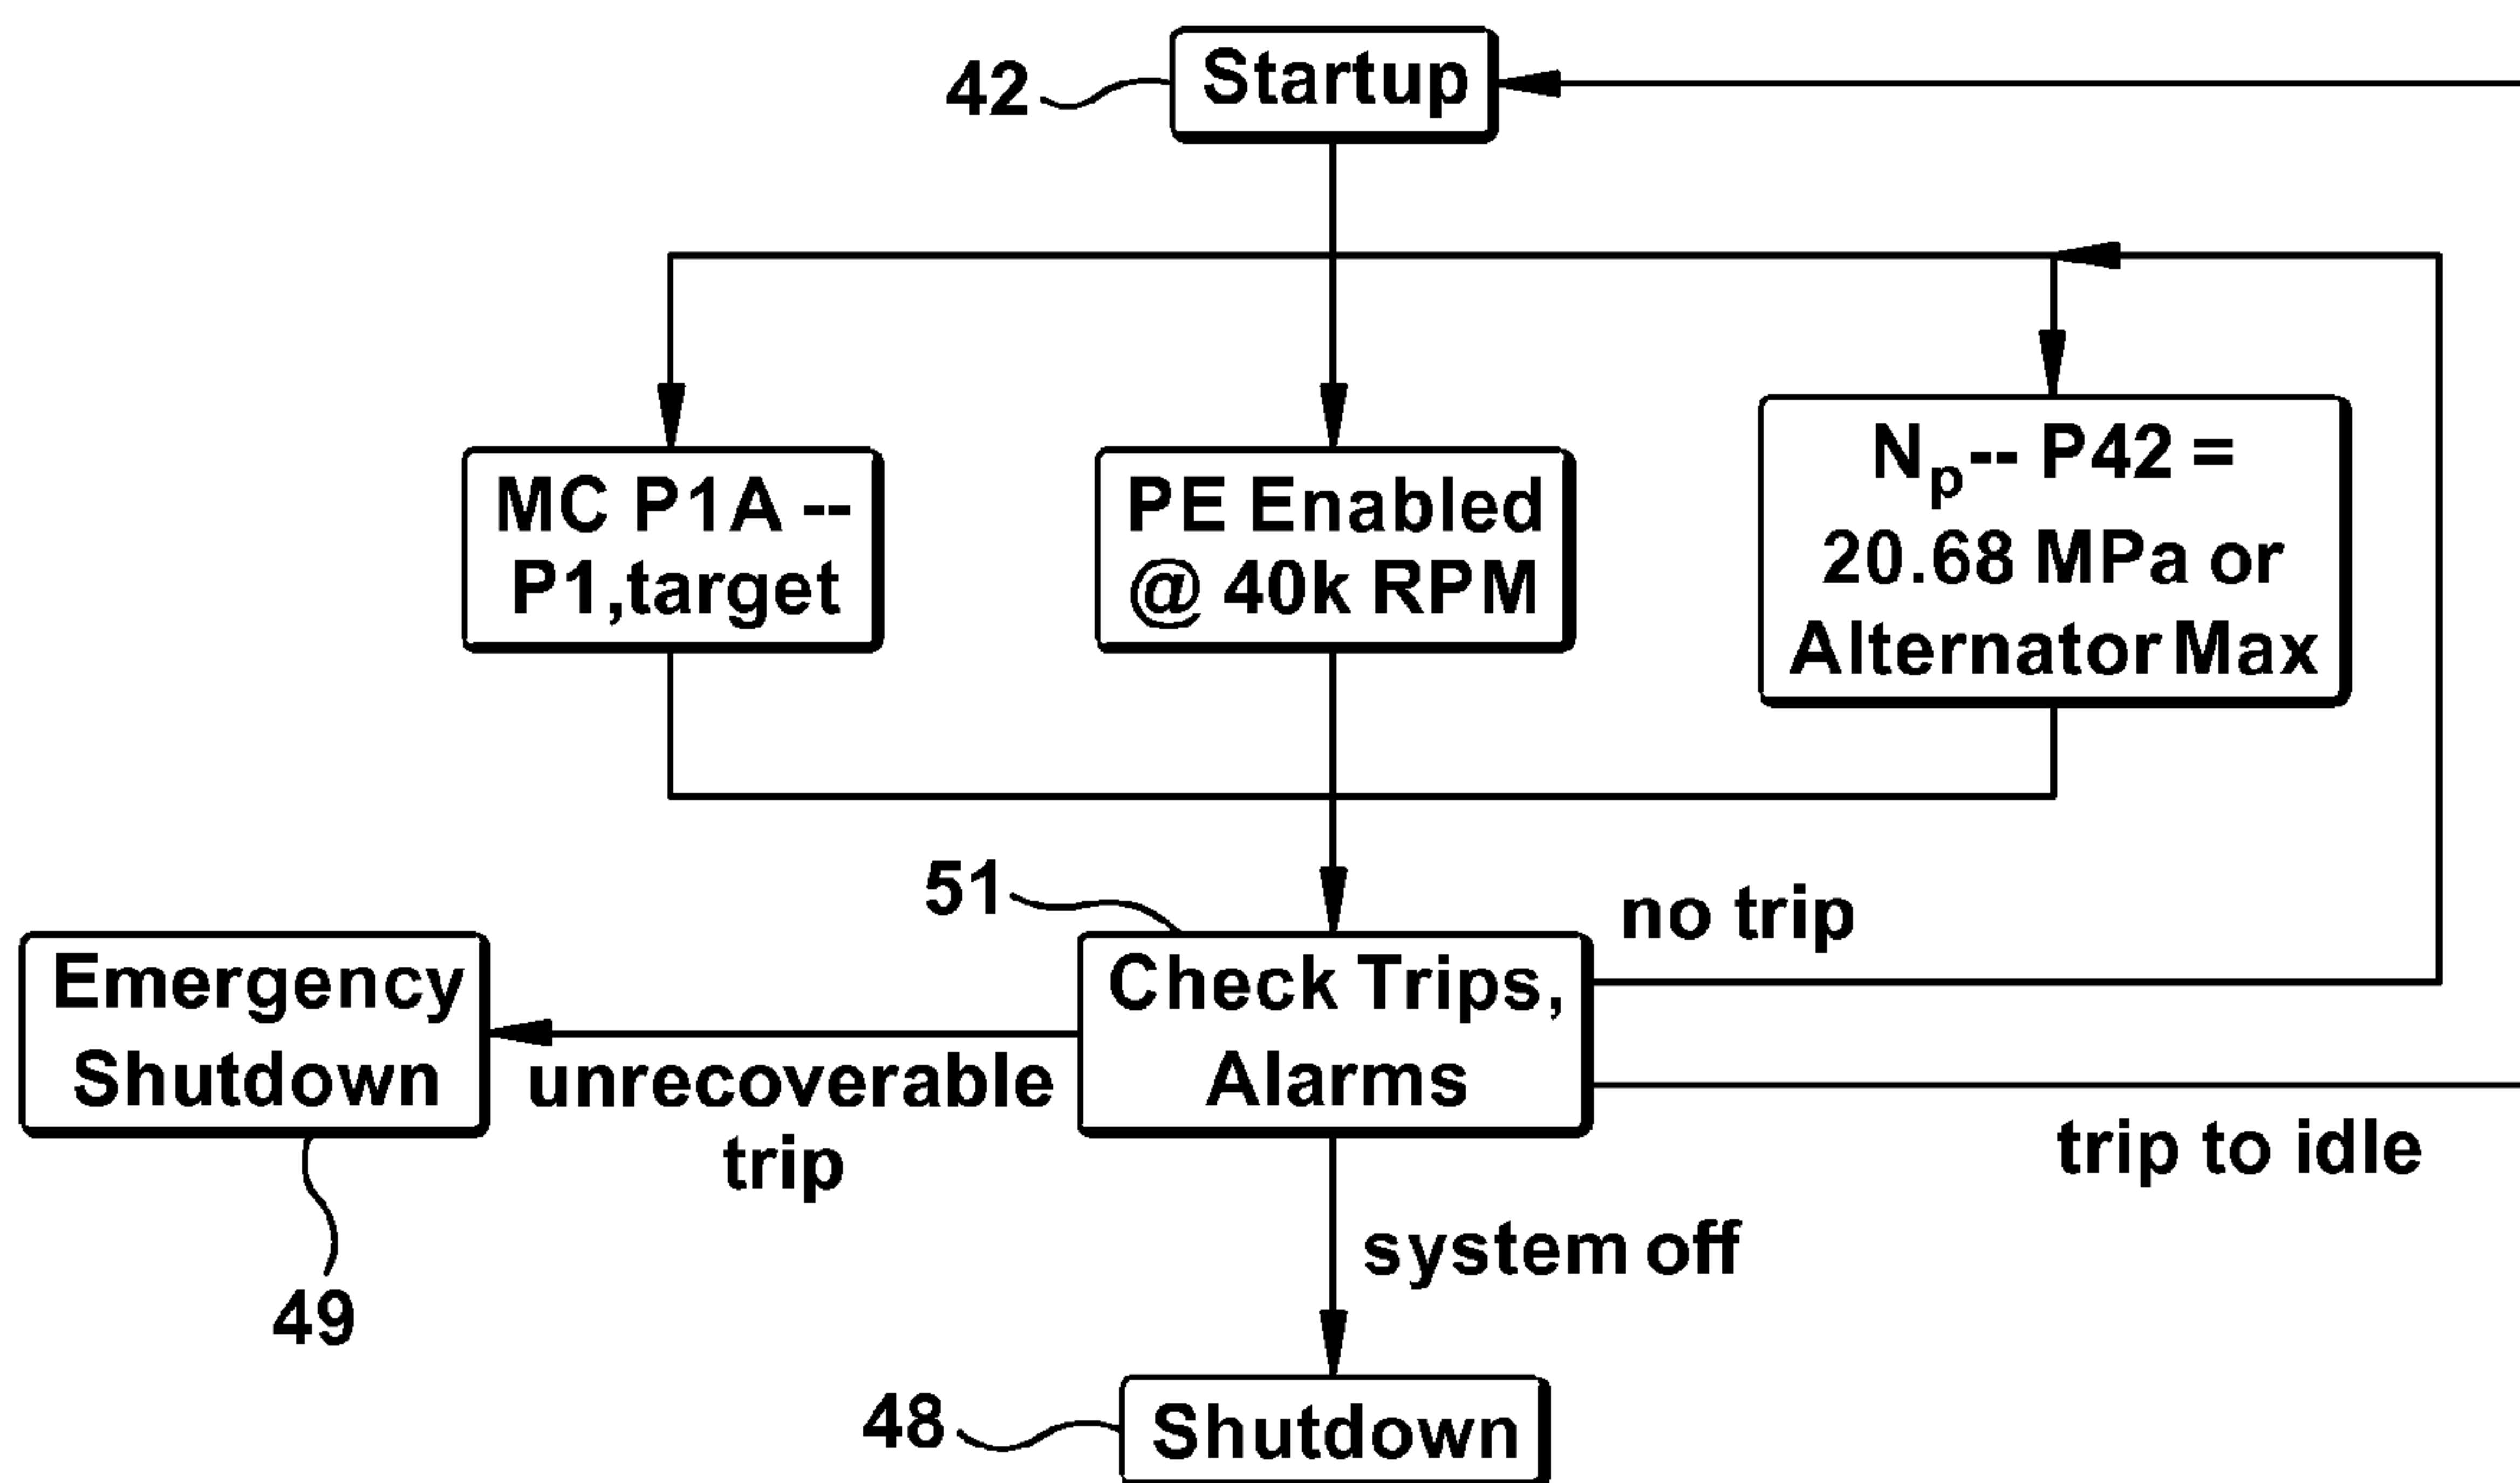 42
Startup
MC P1A --
P1,target
PE Enabled
@ 40k RPM
Np-- P42 =
20.68 MPa or
Alternator Max
51
no trip
Emergency
Shutdown
Check Trips,
Alarms
unrecoverable
trip
trip to idle
system off
49
48
Shutdown